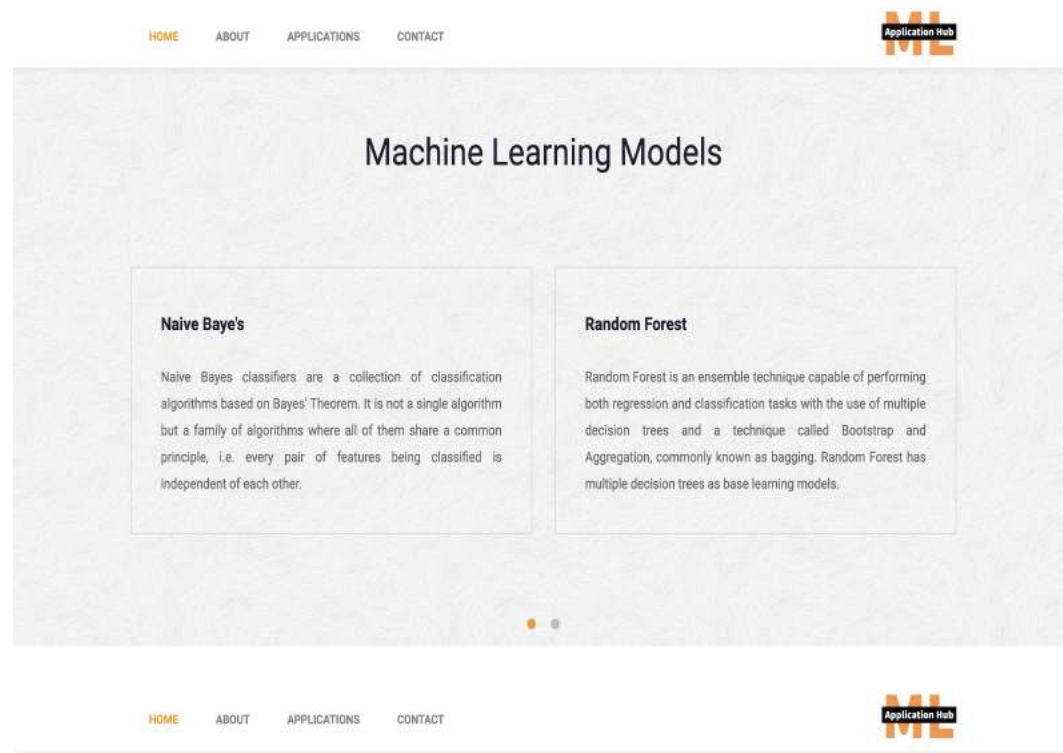 HOME ABOUT APPLICATIONS CONTACT
ML
Application Hub
Machine Learning Models
Naive Baye's
Naive Bayes classifiers are a collection of classification
algorithms based on Bayes' Theorem. It is not a single algorithm
but a family of algorithms where all of them share a common
principle, i.e. every pair of features being classified is
independent of each other.
Random Forest
Random Forest is an ensemble technique capable of performing
both regression and classification tasks with the use of multiple
decision trees and a technique called Bootstrap and
Aggregation, commonly known as bagging. Random Forest has
multiple decision trees as base learning models.
HOME ABOUT APPLICATIONS CONTACT
ML
Application Hub